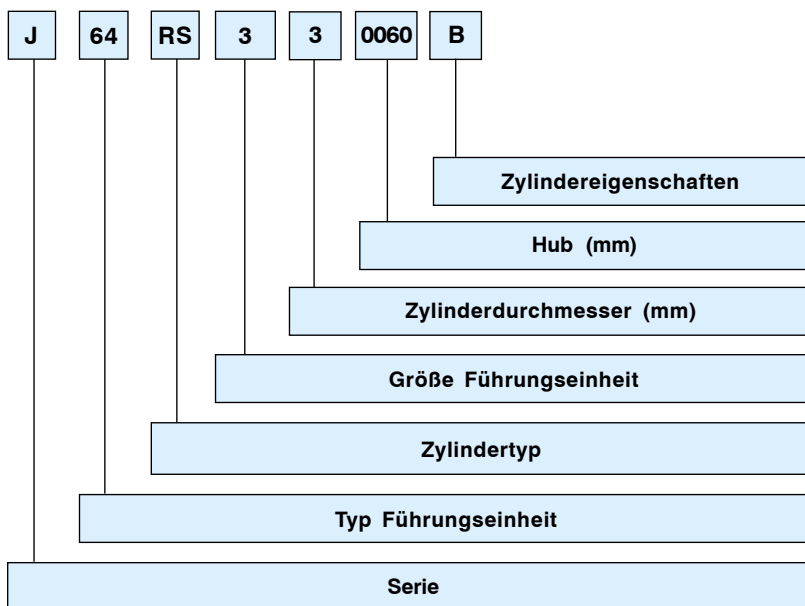 J 64 RS 3 3 0060 B
Zylindereigenschaften
Hub (mm)
Zylinderdurchmesser (mm)
Größe Führungseinheit
Zylindertyp
Typ Führungseinheit
Serie